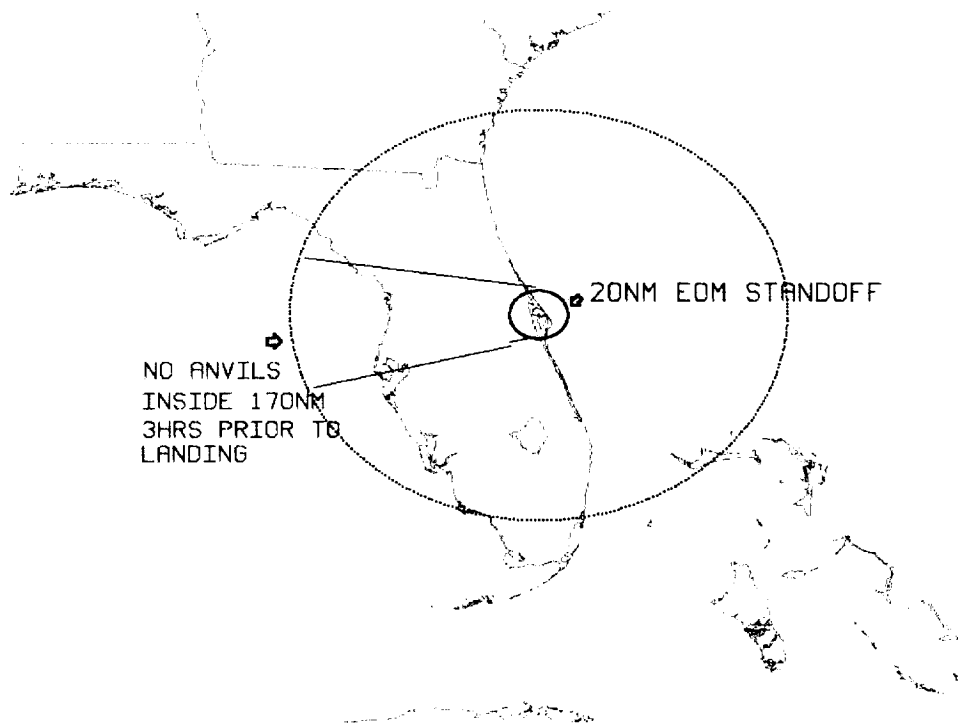 20NM EOM STANDOFF
NO ANVILS
INSIDE 170NM
3HRS PRIOR TO
LANDING